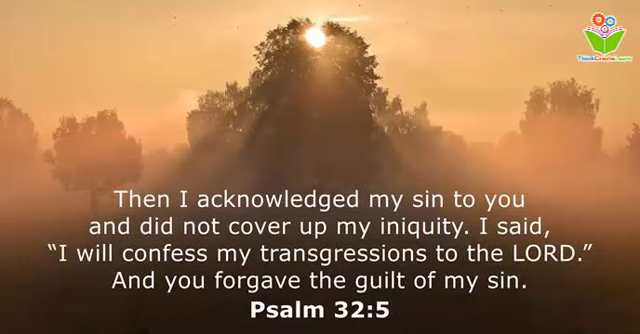 ThinkCreateLearn
Then I acknowledged my sin to you
and did not cover up my iniquity. I said,
“I will confess my transgressions to the LORD.”
And you forgave the guilt of my sin.
Psalm 32:5